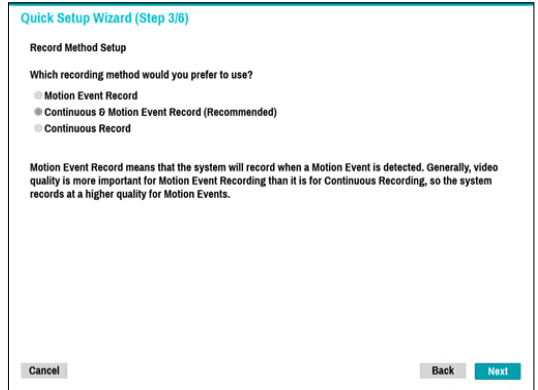 Quick Setup Wizard (Step 3/6)
Record Method Setup
Which recording method would you prefer to use?
Motion Event Record
Continuous & Motion Event Record (Recommended)
Continuous Record
Motion Event Record means that the system will record when a Motion Event is detected. Generally, video
quality is more important for Motion Event Recording than it is for Continuous Recording, so the system
records at a higher quality for Motion Events.
Cancel
Back
Next